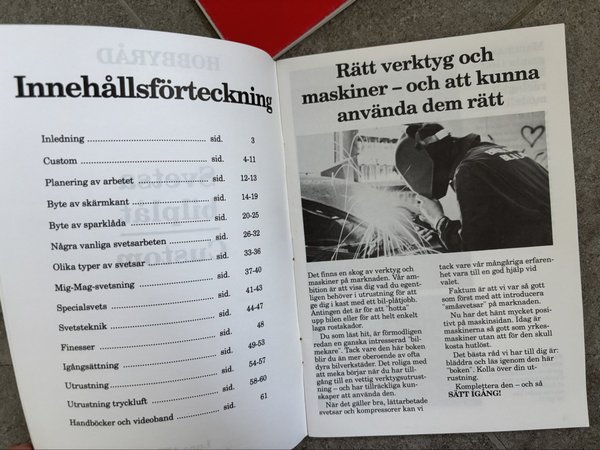 Innehållsförteckning
Inledning ........ sid. 3
Custom ........ sid. 4-11
Planering av arbetet ........ sid. 12-13
Byte av skärmkant ........ sid. 14-19
Byte av sparklåda ........ sid. 20-25
Några vanliga svetsarbeten ........ sid. 26-32
Olika typer av svetsar ........ sid. 33-36
Mig-Mag-svetsning ........ sid. 37-40
Specialsvets ........ sid. 41-43
Svetsteknik ........ sid. 44-47
Finesser ........ sid. 48
Igångsättning ........ sid. 49-53
Utrustning ........ sid. 54-57
Utrustning tryckluft ........ sid. 58-60
Handböcker och videoband ........ sid. 61
Rätt verktyg och
maskiner – och att kunna
använda dem rätt
Det finns en skog av verktyg och
maskiner på marknaden. Vår am-
bition är att visa dig vad du egent-
ligen behöver i utrustning för att
ge dig i kast med ett bil-plåtjobb.
Antingen det är för att "hotta"
upp bilen eller för att helt enkelt
laga rostskador.
Du som läst hit, är förmodligen
redan en ganska intresserad "bil-
mekare". Tack vare den här boken
blir du än mer oberoende av ofta
dyra bilverkstäder. Det roliga med
att meka börjar när du har till-
gång till en vettig verktygsutrust-
ning – och har tillräckliga kun-
skaper att använda den.
När det gäller bra, lättarbetade
svetsar och kompressorer kan vi
tack vare vår mångåriga erfaren-
het vara till en god hjälp vid
valet.
Faktum är att vi var så gott
som först med att introducera
"småsvetsar" på marknaden.
Nu har det hänt mycket posi-
tivt på maskinsidan. Idag är
maskinerna så gott som yrkes-
maskiner utan att för den skull
kosta hutlöst.
Det bästa råd vi har till dig är:
bläddra och läs igenom den här
"boken". Kolla över din ut-
rustning.
Komplettera den – och så
SÄTT IGÅNG!